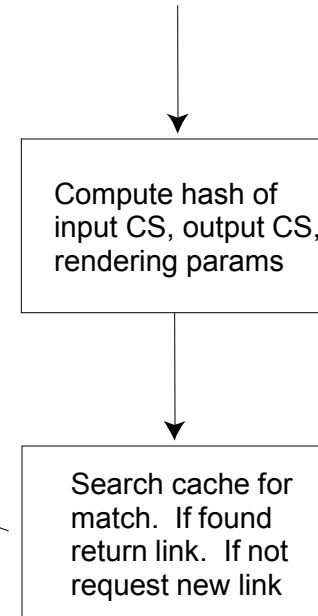 Compute hash of
input CS, output CS,
rendering params
Search cache for
match.  If found
return link.  If not
request new link